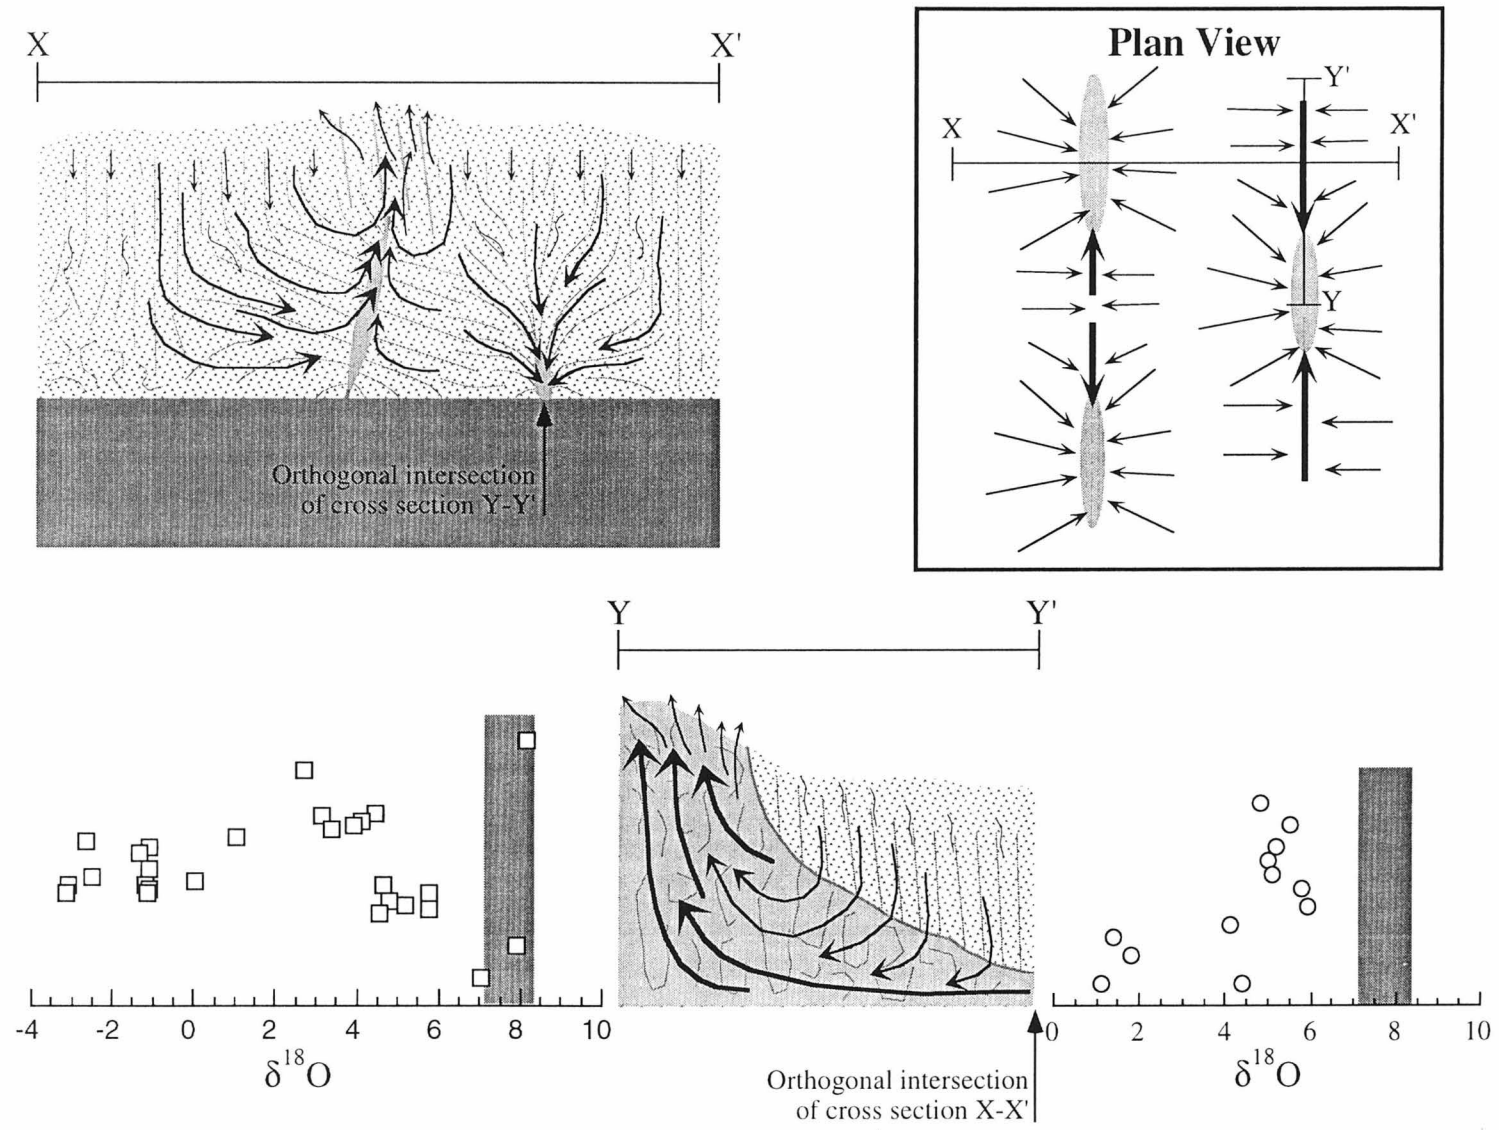 X
X'
Orthogonal intersection
of cross section Y-Y'
Plan View
Y'
X
X'
Y
Y
Y'
-4 -2 0 2 4 6 8 10
δ18O
Orthogonal intersection
of cross section X-X'
0 2 4 6 8 10
δ18O